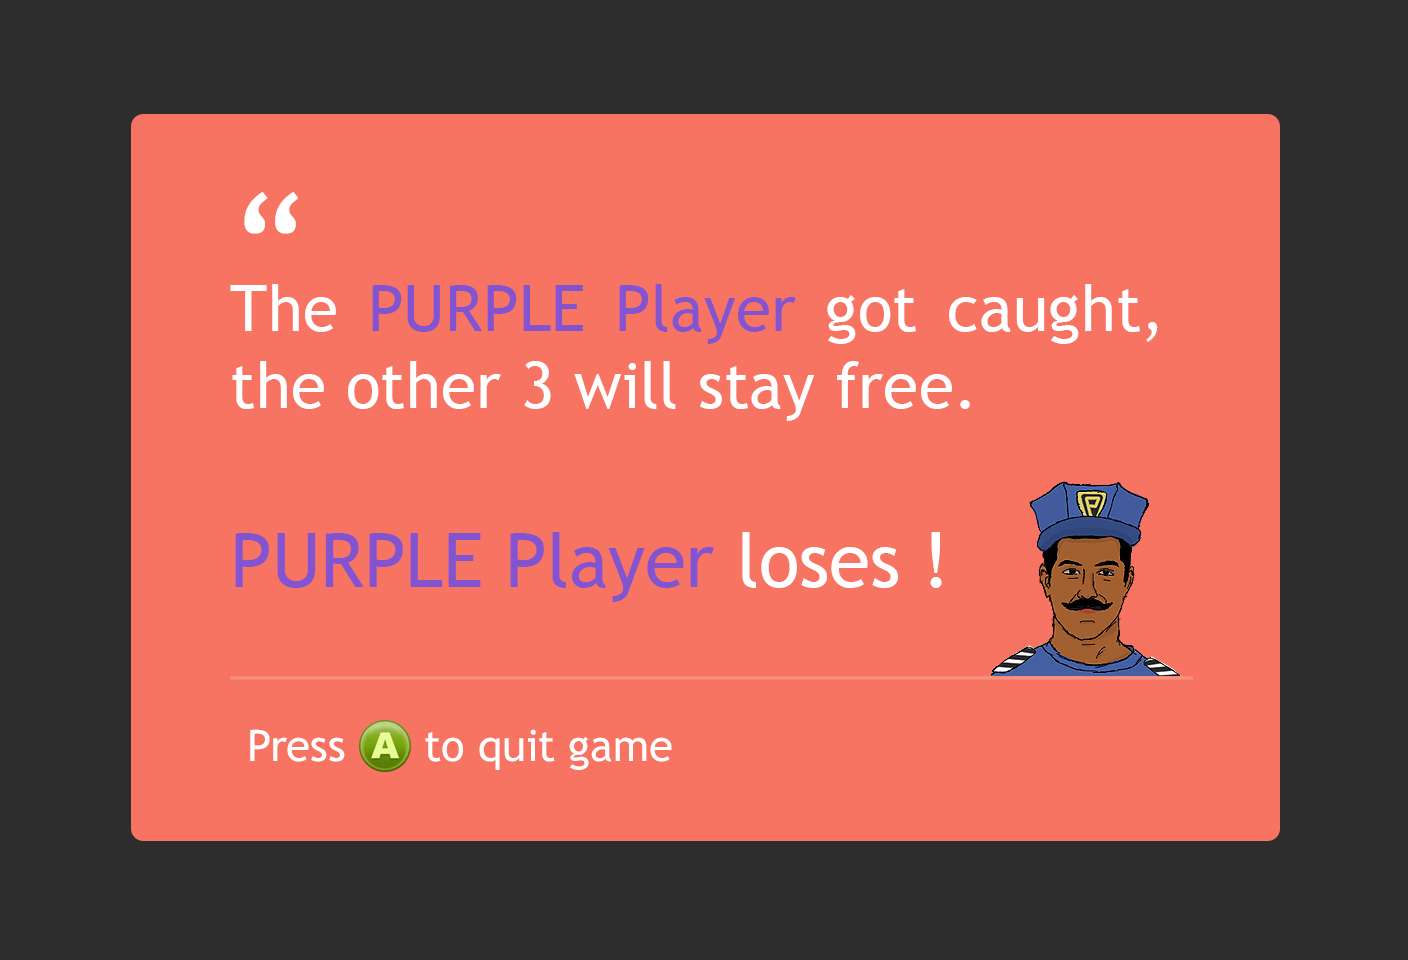 “
The PURPLE Player got caught,
the other 3 will stay free.
PURPLE Player loses !
P
Press A to quit game